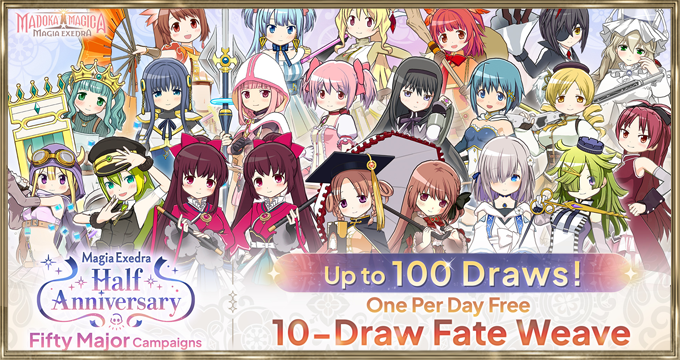 MADOKA MAGICA
MAGIA EXEDRA
Magia Exedra
Half
Anniversary
Fifty Major Campaigns
Up to 100 Draws!
One Per Day Free
10-Draw Fate Weave